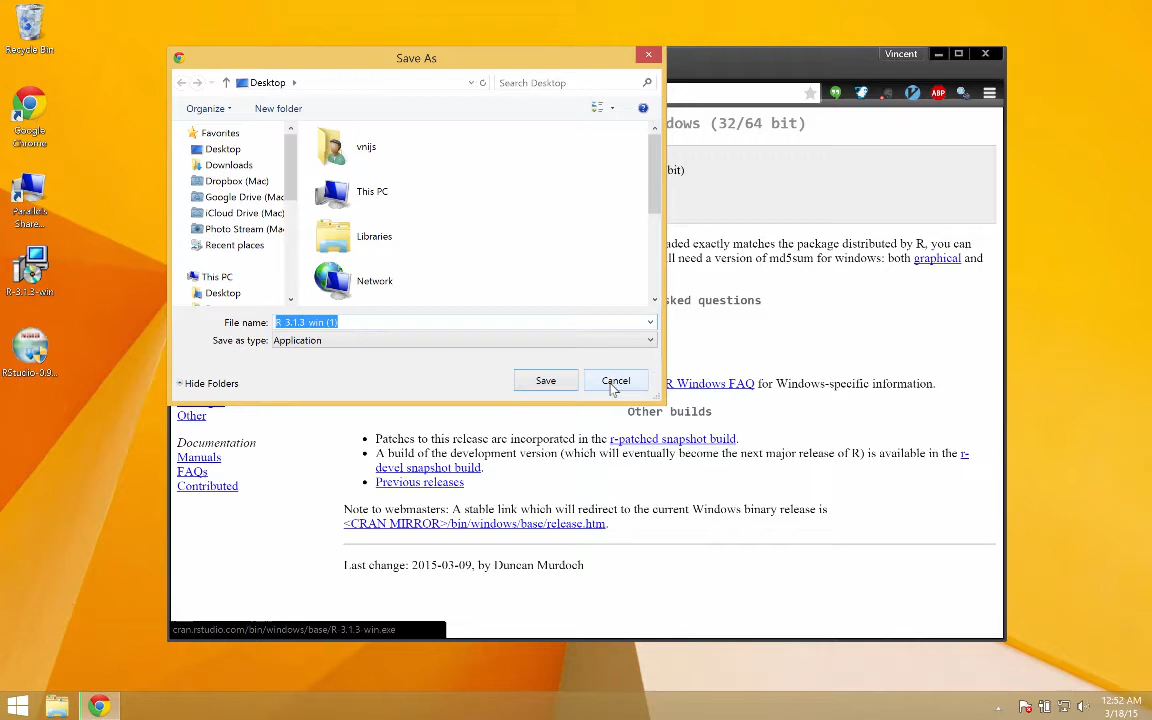 Recycle Bin
Google
Chrome
Parallels
Share...
R-3.1.3-win
RStudio-0.9...
Save As
Desktop
Search Desktop
Organize
New folder
Favorites
Desktop
Downloads
Dropbox (Mac)
Google Drive (Mac
iCloud Drive (Mac)
Photo Stream (Mac
Recent places
This PC
Desktop
vnijs
This PC
Libraries
Network
File name:
R-3.1.3-win (1)
Save as type:
Application
Hide Folders
Save
Cancel
Vincent
ABP
dows (32/64 bit)
bit)
aded exactly matches the package distributed by R, you can
ll need a version of md5sum for windows: both graphical and
sked questions
R Windows FAQ for Windows-specific information.
Other builds
Other
Documentation
Manuals
FAQs
Contributed
• Patches to this release are incorporated in the r-patched snapshot build.
• A build of the development version (which will eventually become the next major release of R) is available in the r-
devel snapshot build.
• Previous releases
Note to webmasters: A stable link which will redirect to the current Windows binary release is
<CRAN MIRROR>/bin/windows/base/release.htm.
Last change: 2015-03-09, by Duncan Murdoch
cran.rstudio.com/bin/windows/base/R-3.1.3-win.exe
12:52 AM
3/18/15